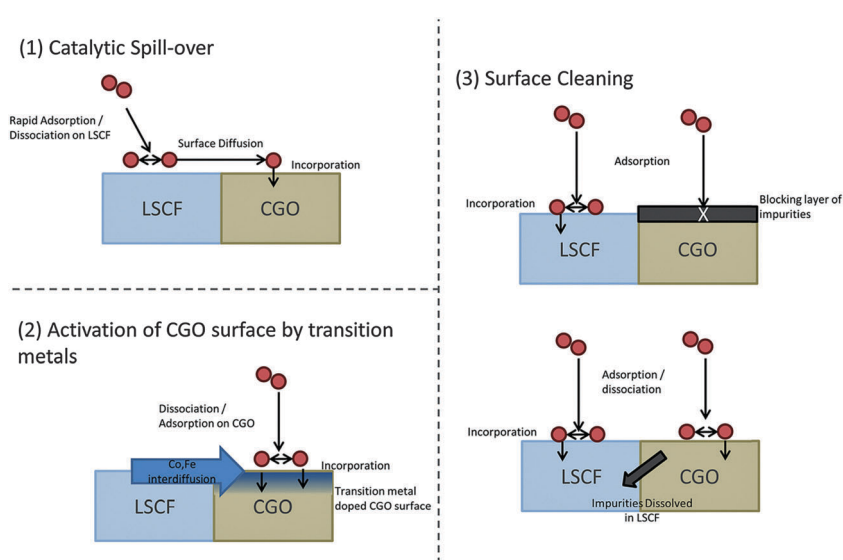 (1) Catalytic Spill-over
Rapid Adsorption /
Dissociation on LSCF
Surface Diffusion
Incorporation
LSCF
CGO
(2) Activation of CGO surface by transition
metals
Dissociation /
Adsorption on CGO
Co,Fe
interdiffusion
Incorporation
Transition metal
doped CGO surface
LSCF
CGO
(3) Surface Cleaning
Adsorption
Incorporation
Blocking layer of
impurities
X
LSCF
CGO
Adsorption /
dissociation
Incorporation
LSCF
CGO
Impurities Dissolved
in LSCF